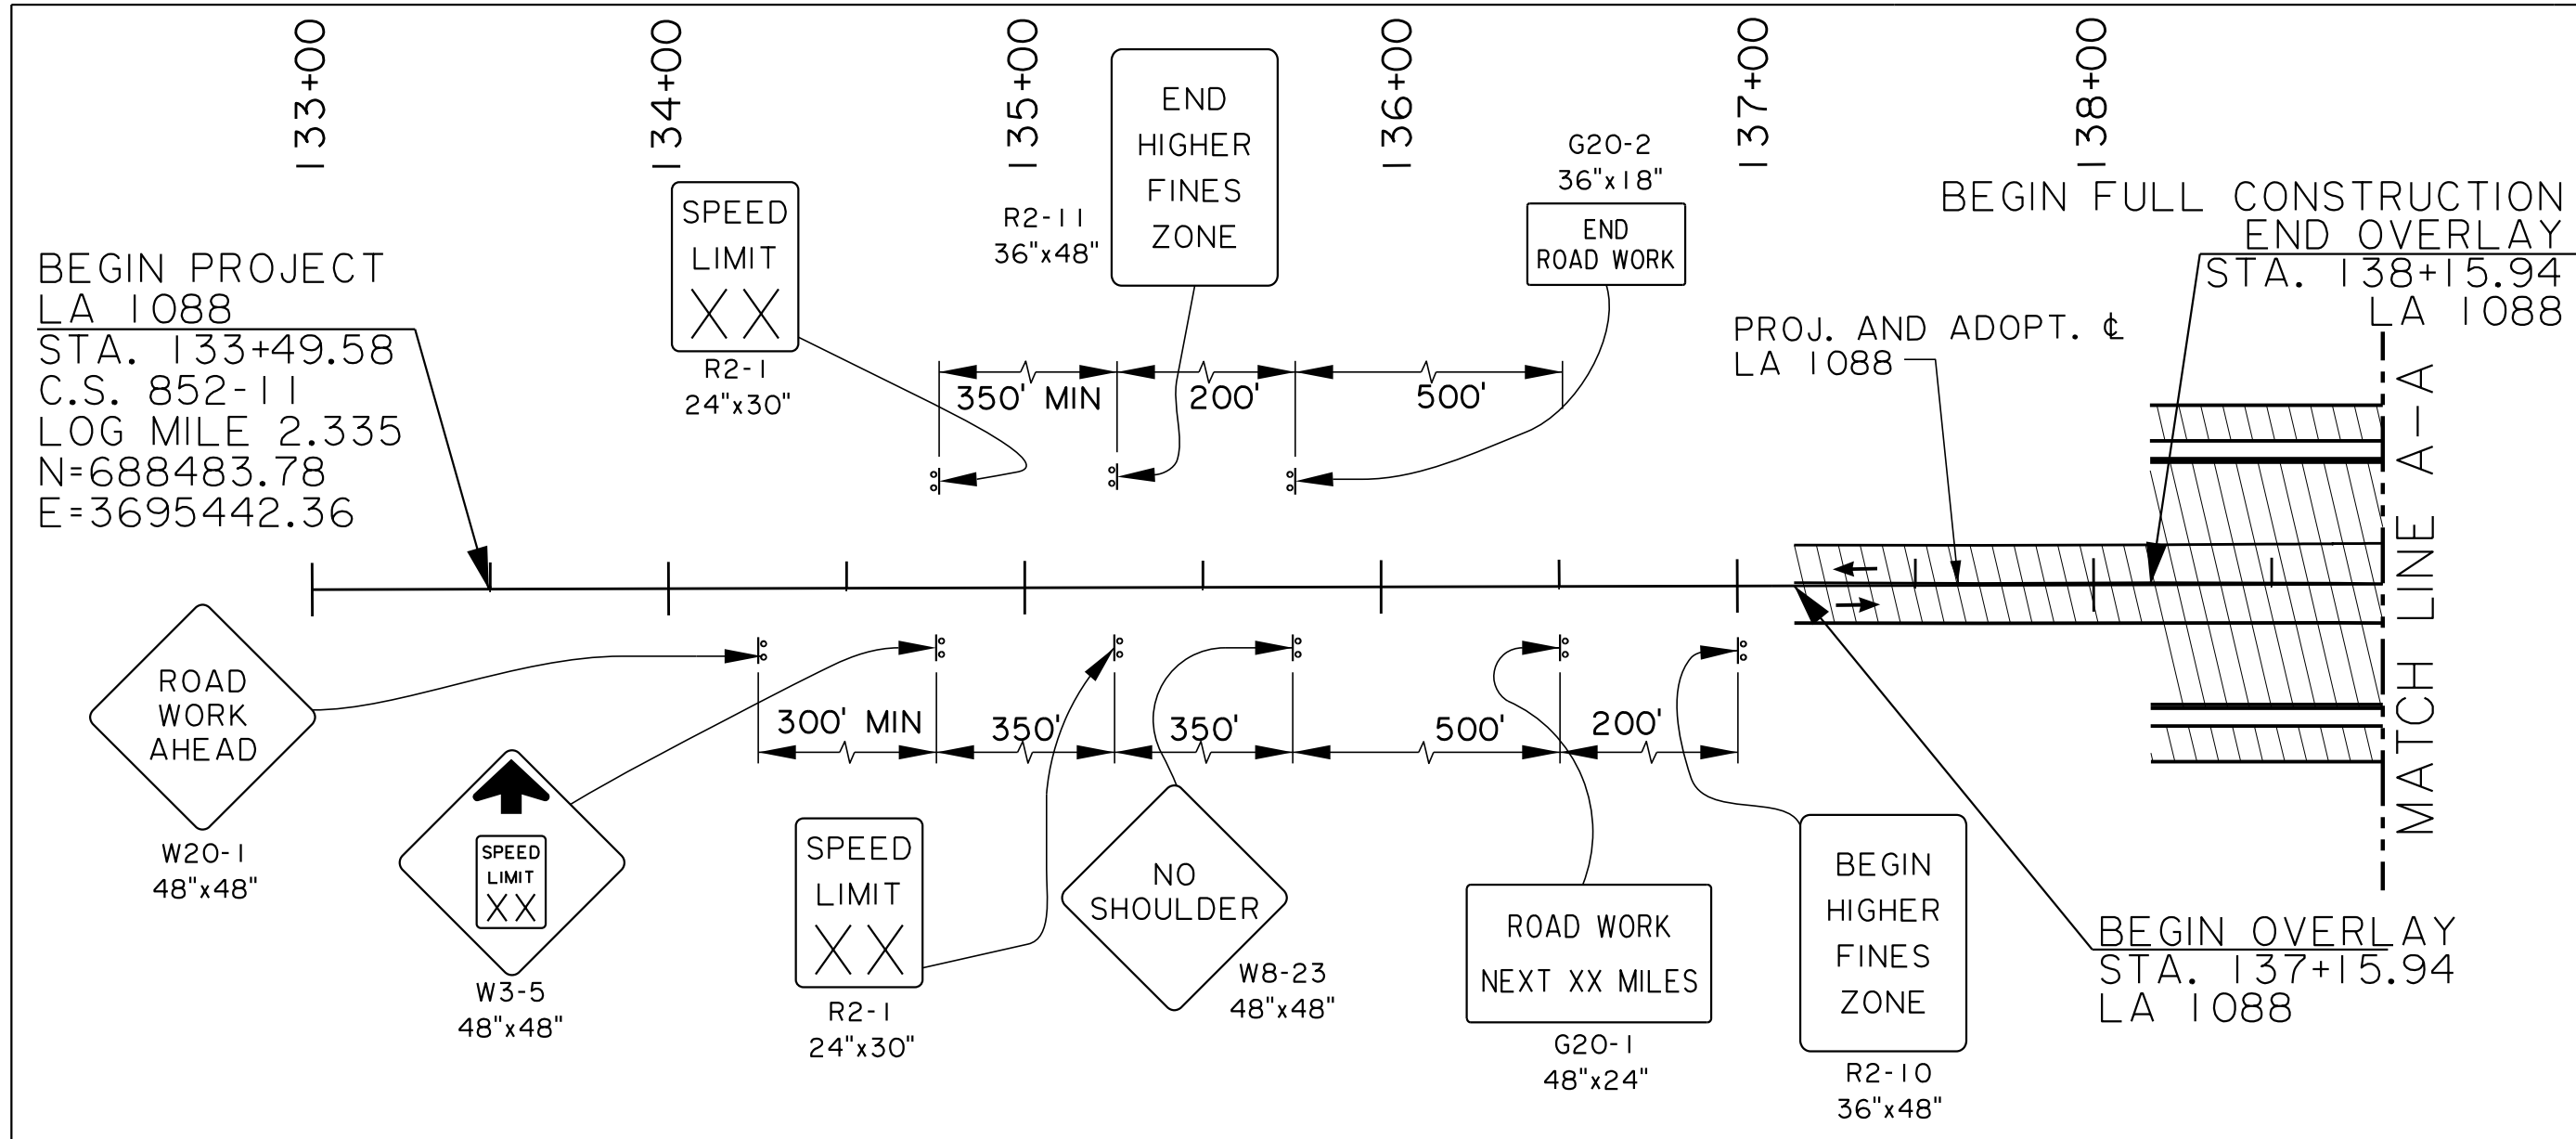 133+00
134+00
135+00
136+00
137+00
138+00
BEGIN PROJECT
LA 1088
STA. 133+49.58
C.S. 852-11
LOG MILE 2.335
N=688483.78
E=3695442.36
SPEED
LIMIT
XX
R2-1
24"x30"
R2-11
36"x48"
END
HIGHER
FINES
ZONE
G20-2
36"x18"
END
ROAD WORK
BEGIN FULL CONSTRUCTION
END OVERLAY
STA. 138+15.94
LA 1088
PROJ. AND ADOPT. ℄
LA 1088
350' MIN
200'
500'
MATCH LINE A-A
300' MIN
350'
350'
500'
200'
ROAD
WORK
AHEAD
W20-1
48"x48"
SPEED
LIMIT
XX
W3-5
48"x48"
SPEED
LIMIT
XX
R2-1
24"x30"
NO
SHOULDER
W8-23
48"x48"
ROAD WORK
NEXT XX MILES
G20-1
48"x24"
BEGIN
HIGHER
FINES
ZONE
R2-10
36"x48"
BEGIN OVERLAY
STA. 137+15.94
LA 1088